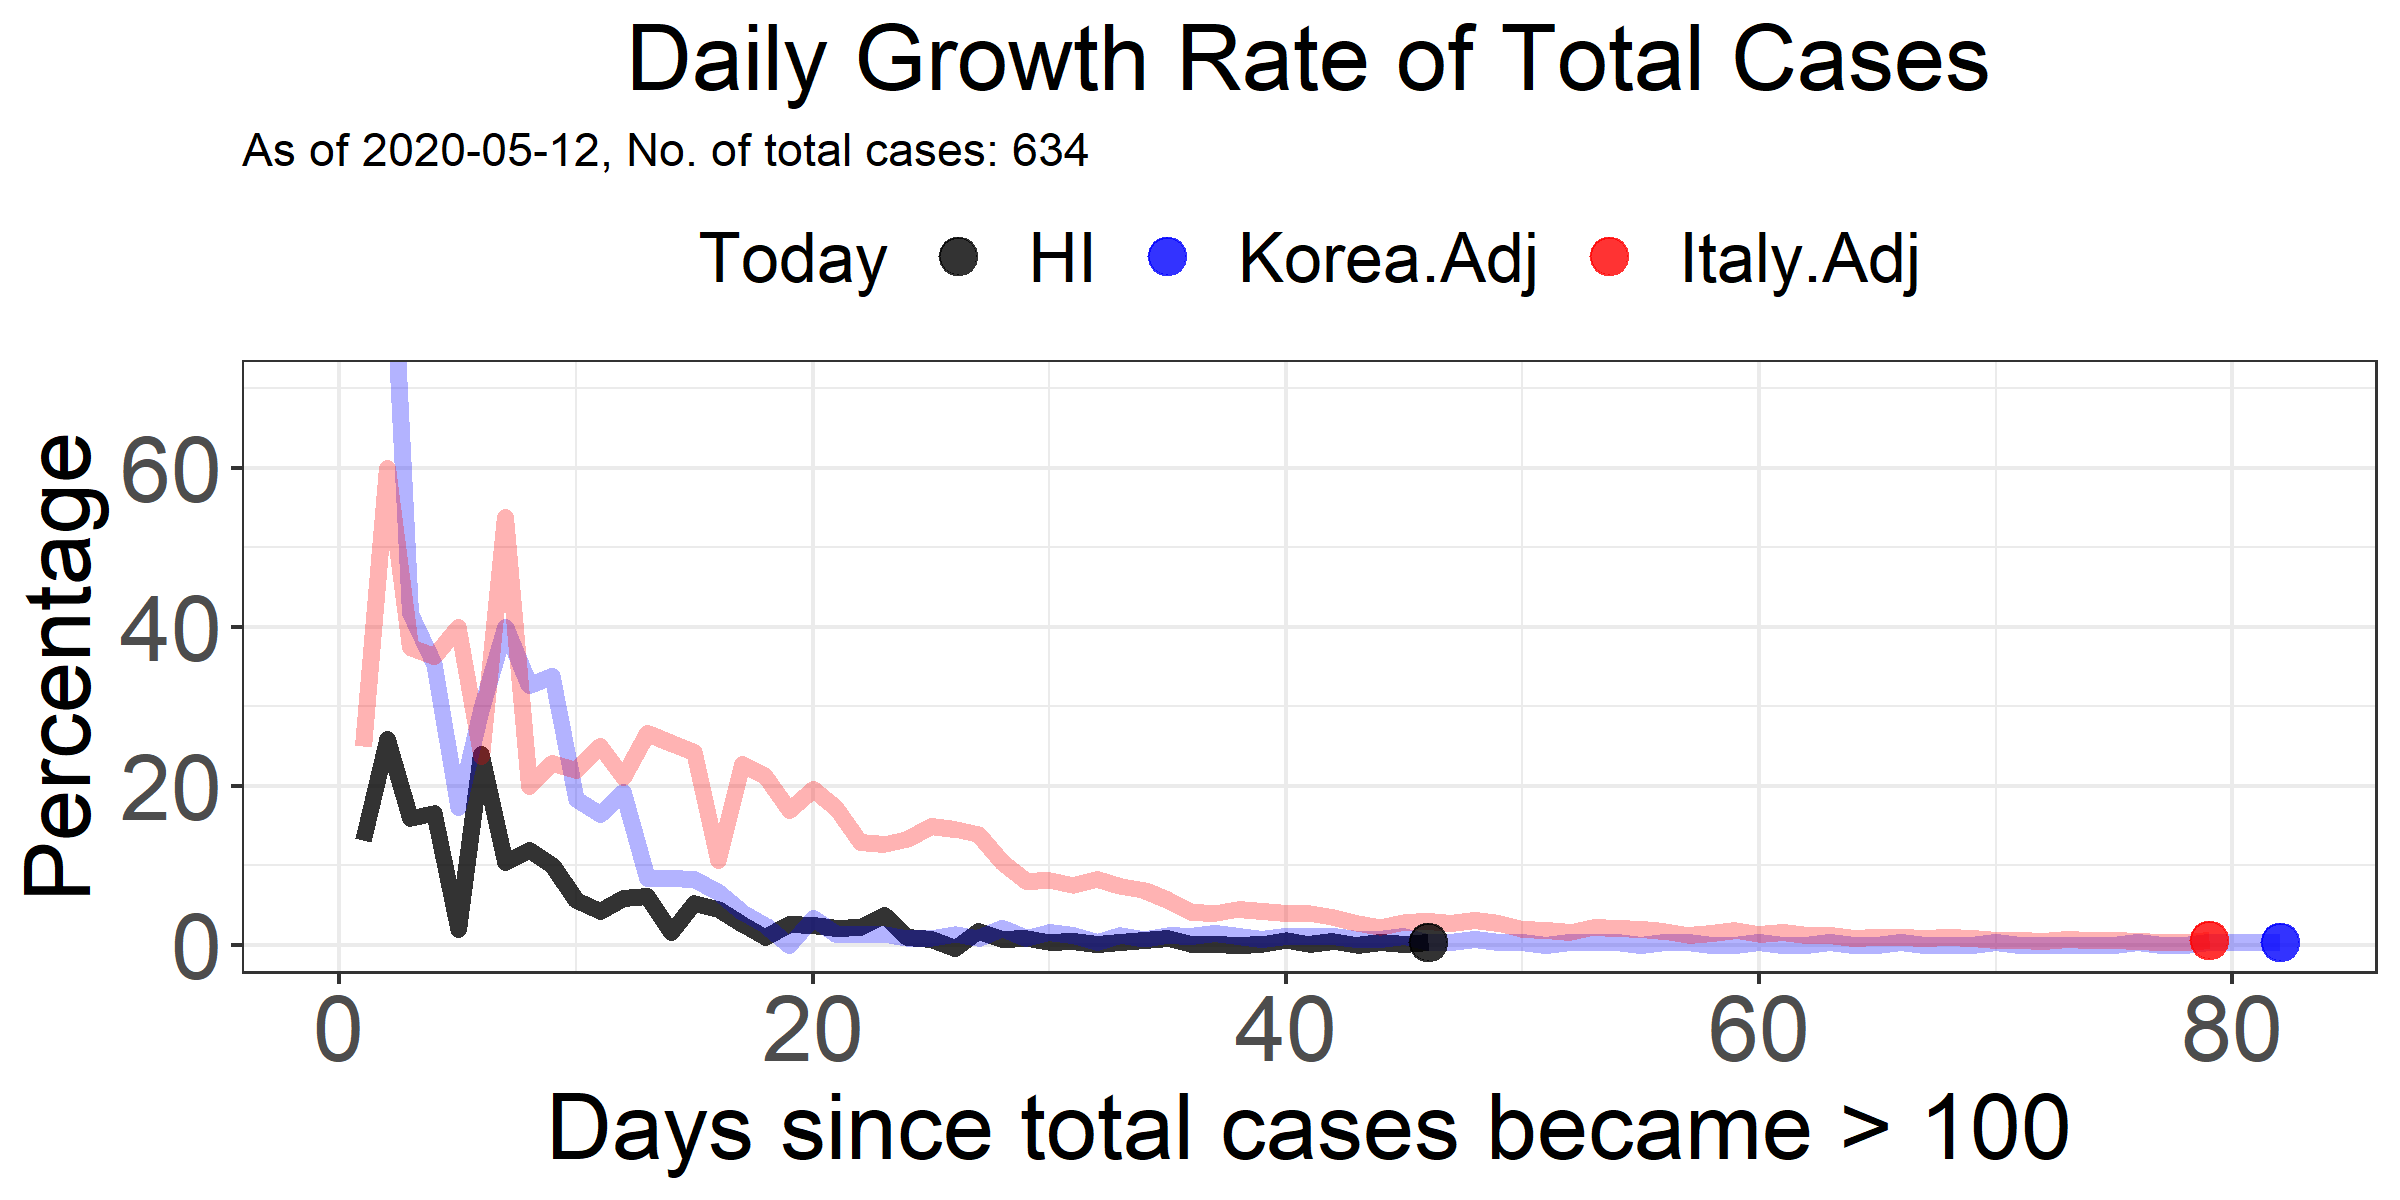 Daily Growth Rate of Total Cases
As of 2020-05-12, No. of total cases: 634
Today HI Korea.Adj Italy.Adj
Percentage
60
40
20
0
0 20 40 60 80
Days since total cases became > 100